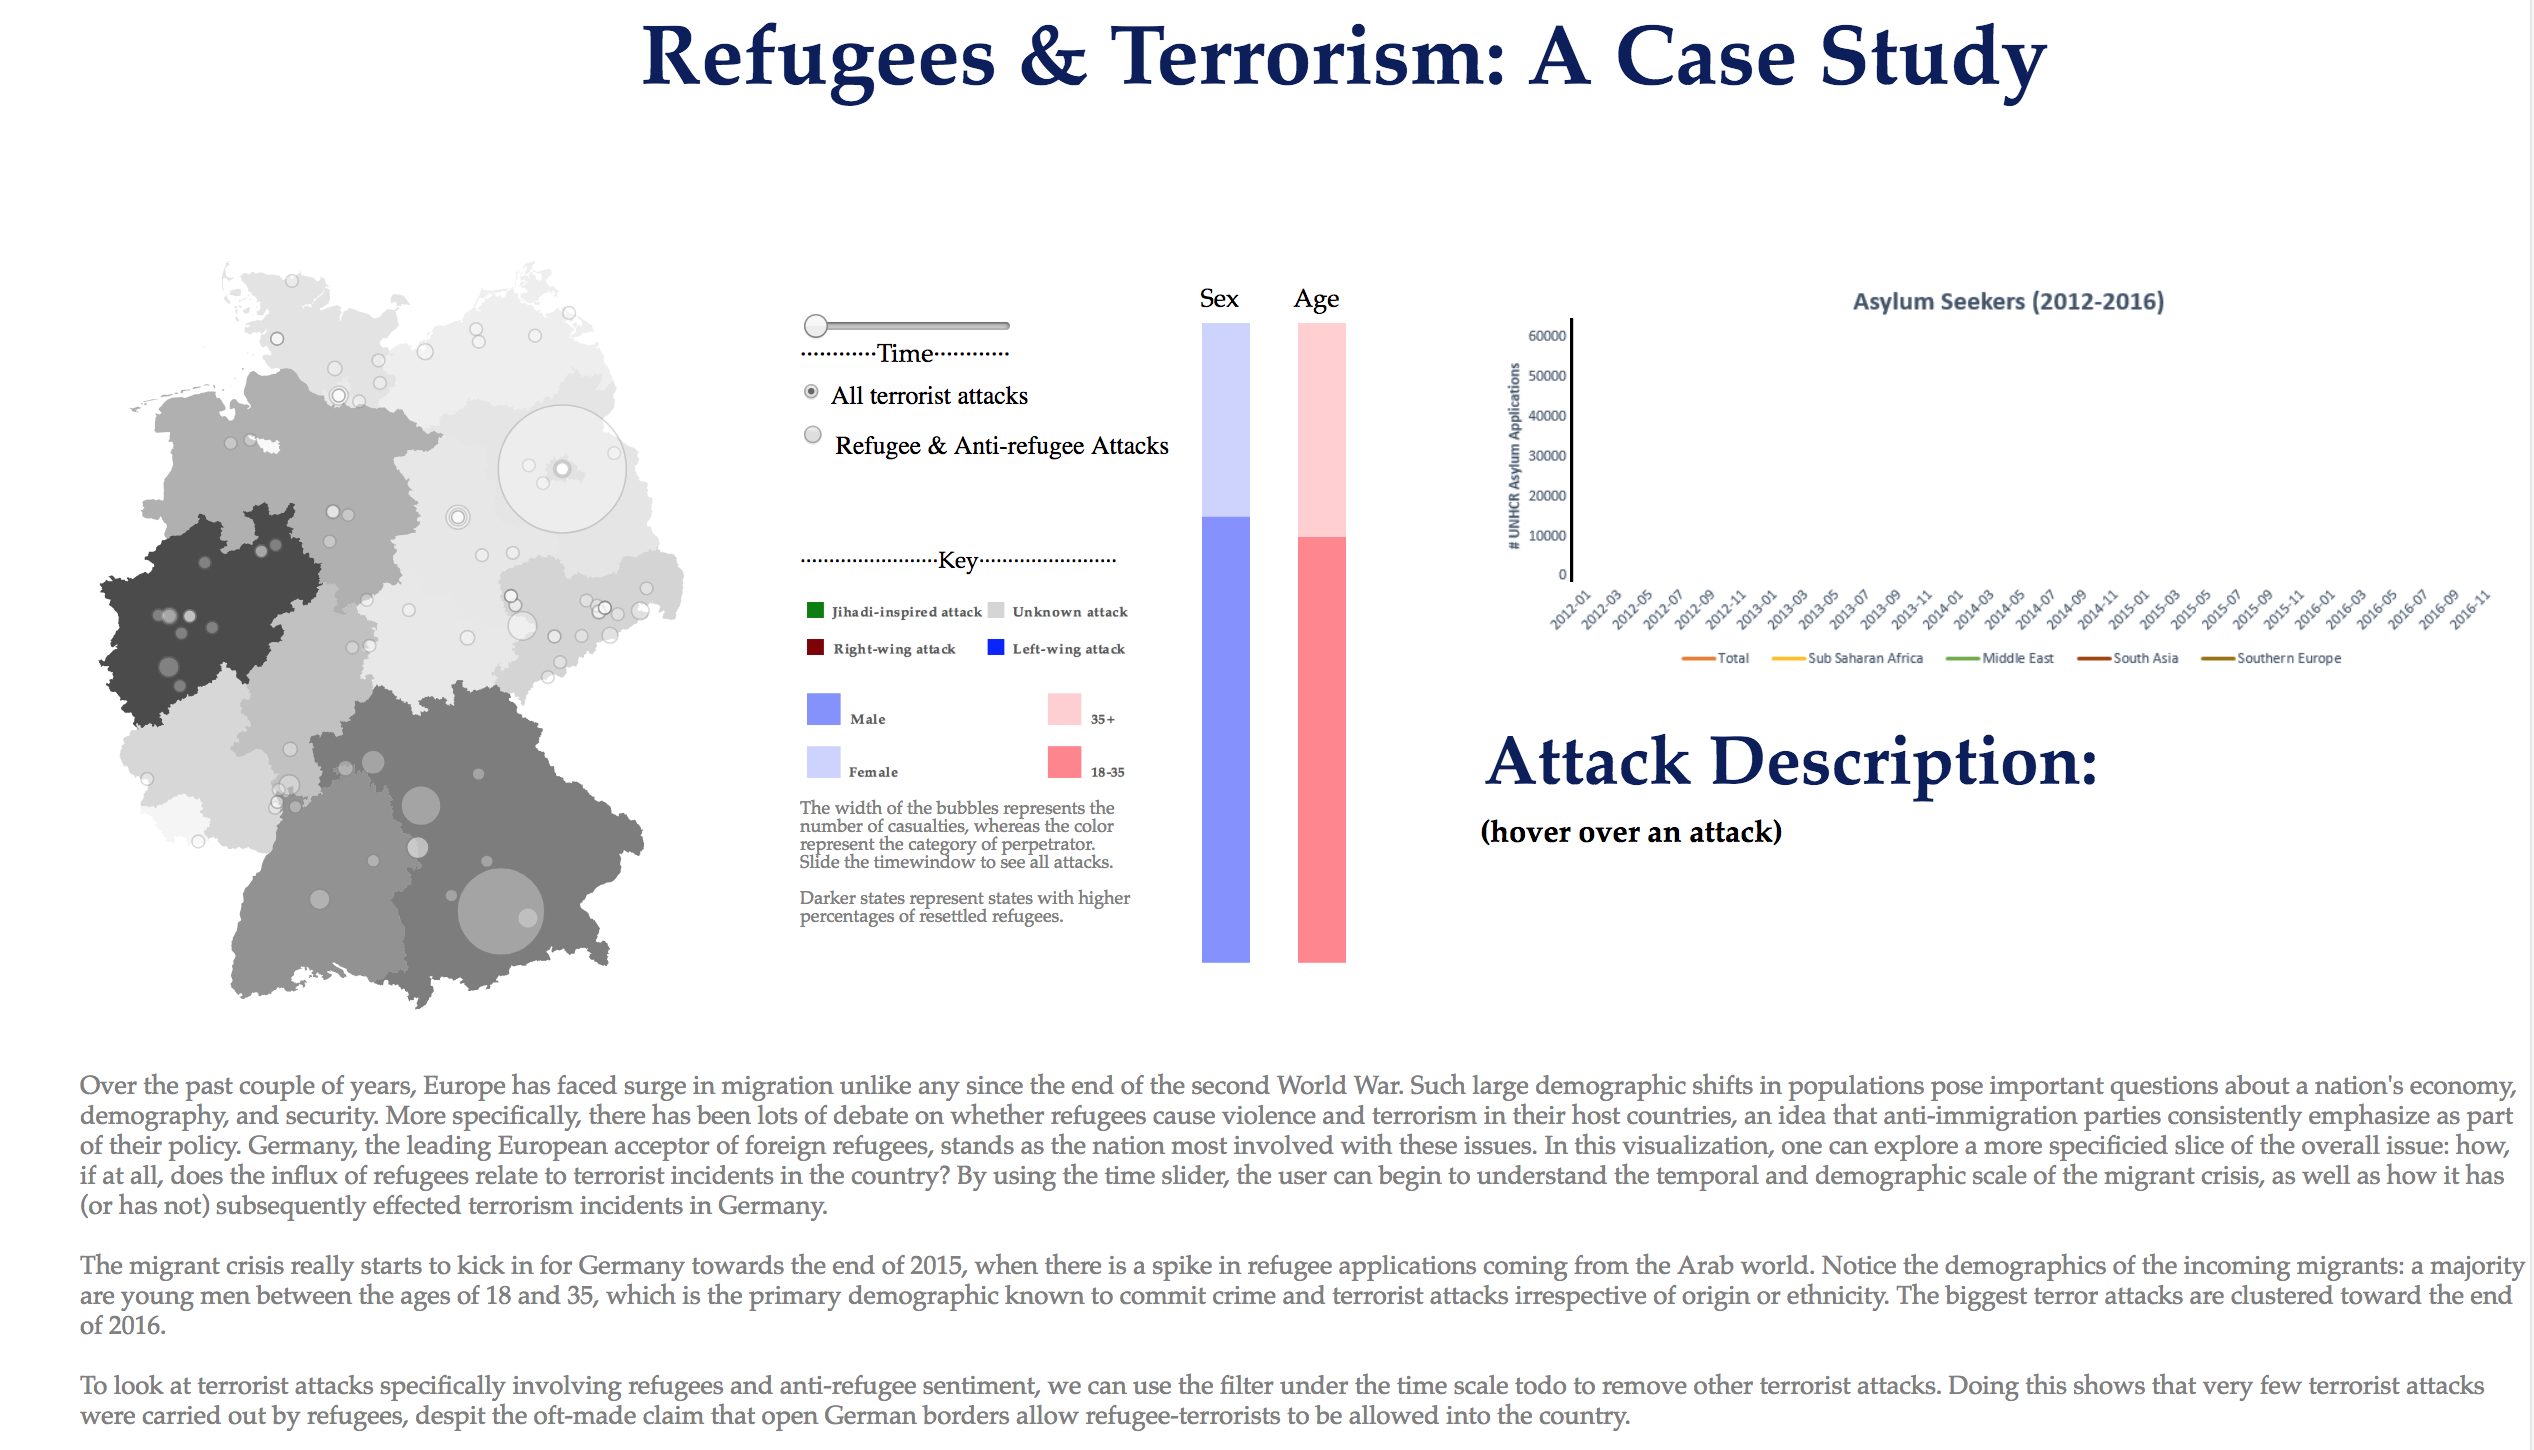 Refugees & Terrorism: A Case Study
Time
All terrorist attacks
Refugee & Anti-refugee Attacks
Key
Jihadi-inspired attack
Unknown attack
Right-wing attack
Left-wing attack
Male
35+
Female
18-35
The width of the bubbles represents the
number of casualties, whereas the color
represent the category of perpetrator.
Slide the timewindow to see all attacks.
Darker states represent states with higher
percentages of resettled refugees.
Sex
Age
Asylum Seekers (2012-2016)
# UNHCR Asylum Applications
60000
50000
40000
30000
20000
10000
0
2012-01
2012-03
2012-05
2012-07
2012-09
2012-11
2013-01
2013-03
2013-05
2013-07
2013-09
2013-11
2014-01
2014-03
2014-05
2014-07
2014-09
2014-11
2015-01
2015-03
2015-05
2015-07
2015-09
2015-11
2016-01
2016-03
2016-05
2016-07
2016-09
2016-11
Total
Sub Saharan Africa
Middle East
South Asia
Southern Europe
Attack Description:
(hover over an attack)
Over the past couple of years, Europe has faced surge in migration unlike any since the end of the second World War. Such large demographic shifts in populations pose important questions about a nation's economy,
demography, and security. More specifically, there has been lots of debate on whether refugees cause violence and terrorism in their host countries, an idea that anti-immigration parties consistently emphasize as part
of their policy. Germany, the leading European acceptor of foreign refugees, stands as the nation most involved with these issues. In this visualization, one can explore a more specificied slice of the overall issue: how,
if at all, does the influx of refugees relate to terrorist incidents in the country? By using the time slider, the user can begin to understand the temporal and demographic scale of the migrant crisis, as well as how it has
(or has not) subsequently effected terrorism incidents in Germany.
The migrant crisis really starts to kick in for Germany towards the end of 2015, when there is a spike in refugee applications coming from the Arab world. Notice the demographics of the incoming migrants: a majority
are young men between the ages of 18 and 35, which is the primary demographic known to commit crime and terrorist attacks irrespective of origin or ethnicity. The biggest terror attacks are clustered toward the end
of 2016.
To look at terrorist attacks specifically involving refugees and anti-refugee sentiment, we can use the filter under the time scale todo to remove other terrorist attacks. Doing this shows that very few terrorist attacks
were carried out by refugees, despit the oft-made claim that open German borders allow refugee-terrorists to be allowed into the country.